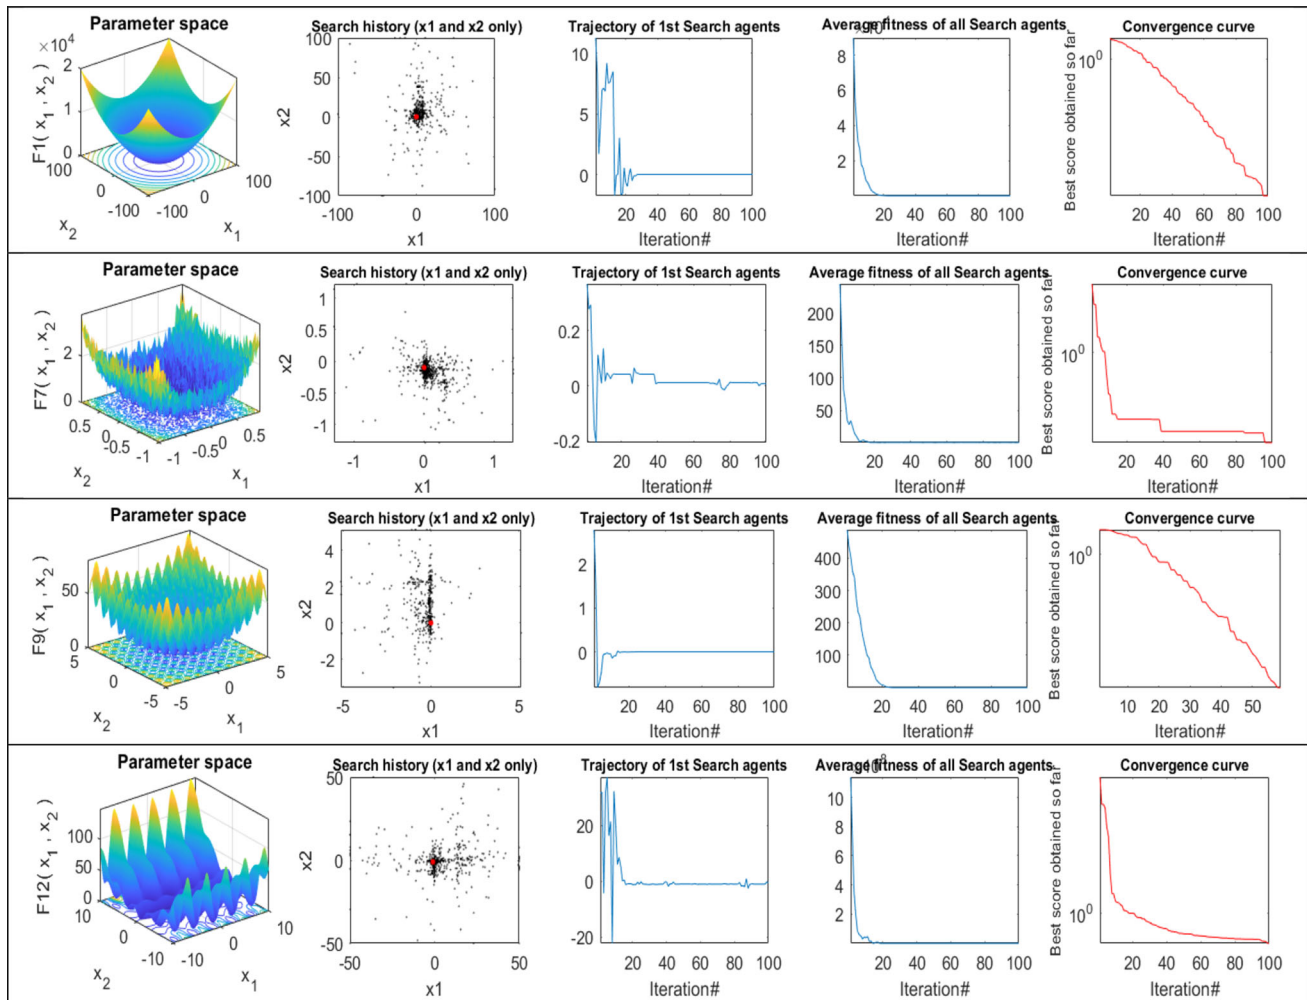 Parameter space
×10⁴
2
1
0
F1( x₁ , x₂ )
100
0
-100
x₂
-100
0
100
x₁
Search history (x1 and x2 only)
100
50
0
-50
-100
x2
-100
0
100
x1
Trajectory of 1st Search agents
10
5
0
20 40 60 80 100
Iteration#
Average fitness of all Search agents
8
6
4
2
20 40 60 80 100
Iteration#
Convergence curve
Best score obtained so far
10⁰
20 40 60 80 100
Iteration#
Parameter space
F7( x₁ , x₂ )
2
0
0.5
0
-0.5
-1
x₂
-1
-0.5
0
0.5
x₁
Search history (x1 and x2 only)
1
0.5
0
-0.5
-1
x2
-1
0
1
x1
Trajectory of 1st Search agents
0.2
0
-0.2
20 40 60 80 100
Iteration#
Average fitness of all Search agents
200
150
100
50
20 40 60 80 100
Iteration#
Convergence curve
Best score obtained so far
10⁰
20 40 60 80 100
Iteration#
Parameter space
F9( x₁ , x₂ )
50
0
5
0
-5
x₂
-5
0
5
x₁
Search history (x1 and x2 only)
4
2
0
-2
x2
-5
0
5
x1
Trajectory of 1st Search agents
2
1
0
20 40 60 80 100
Iteration#
Average fitness of all Search agents
400
300
200
100
20 40 60 80 100
Iteration#
Convergence curve
Best score obtained so far
10⁰
10 20 30 40 50
Iteration#
Parameter space
F12( x₁ , x₂ )
100
50
0
10
0
-10
x₂
-10
0
10
x₁
Search history (x1 and x2 only)
50
0
-50
x2
-50
0
50
x1
Trajectory of 1st Search agents
20
0
-20
20 40 60 80 100
Iteration#
Average fitness of all Search agents
10
8
6
4
2
20 40 60 80 100
Iteration#
Convergence curve
Best score obtained so far
10⁰
20 40 60 80 100
Iteration#